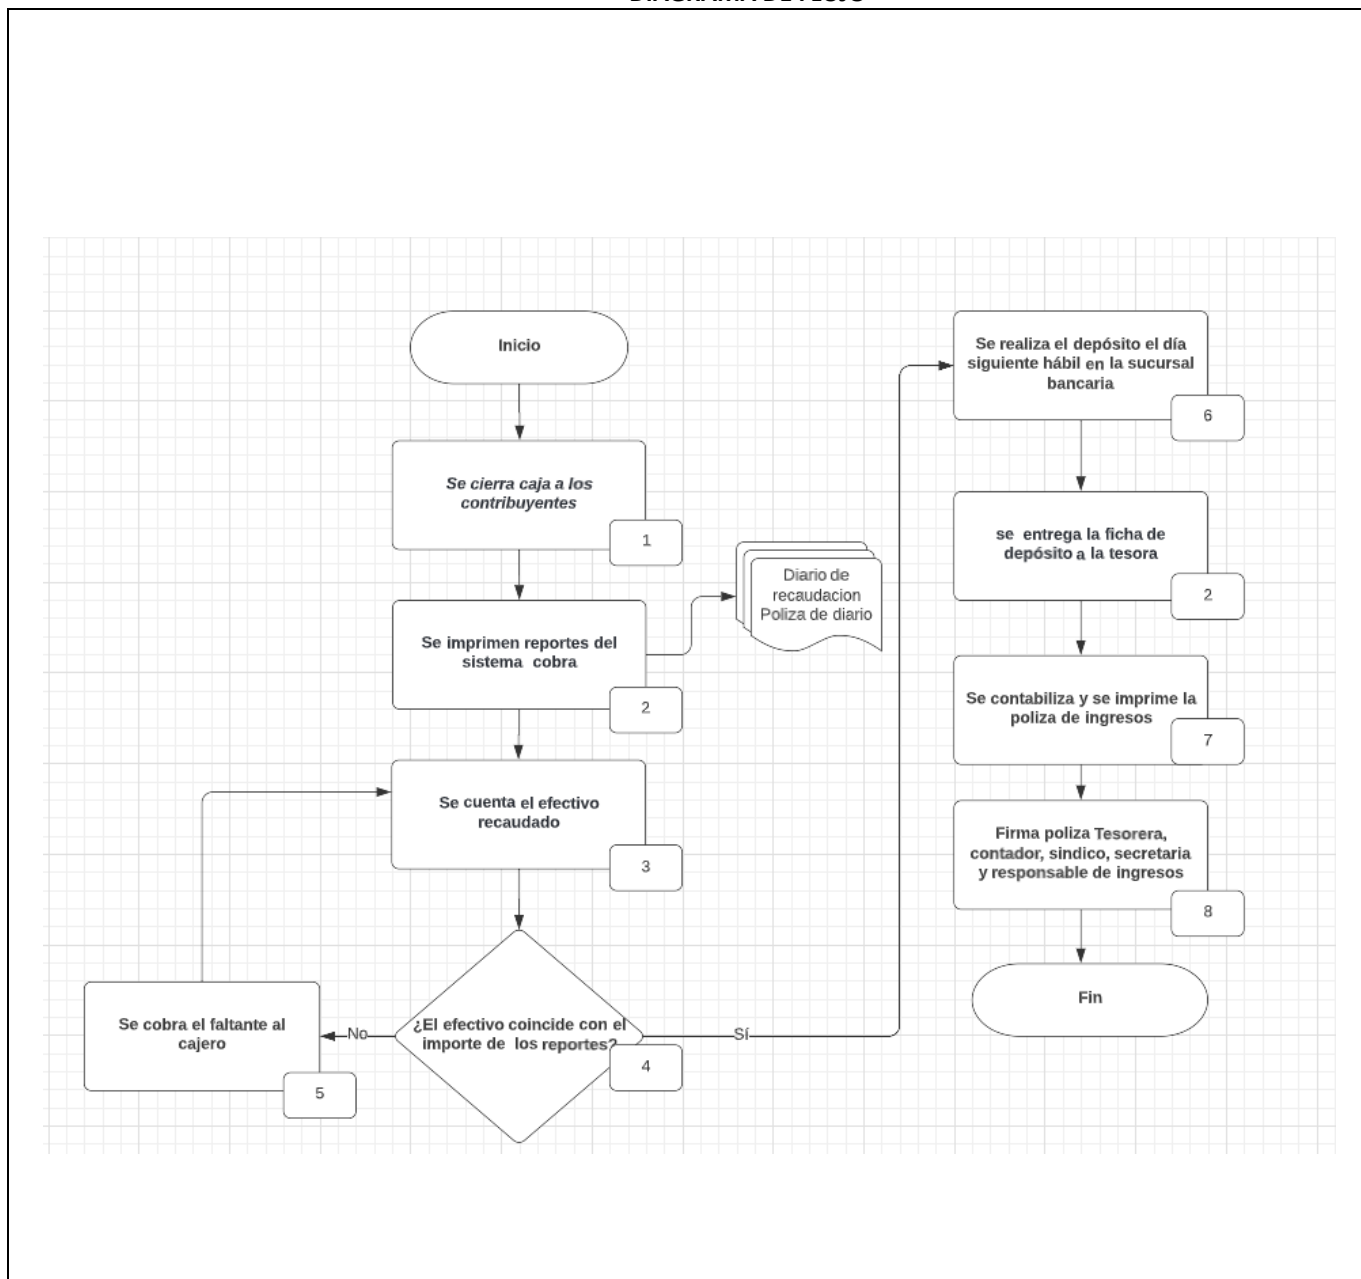 DIAGRAMA DE FLUJO
Inicio
Se cierra caja a los
contribuyentes
1
Se imprimen reportes del
sistema cobra
2
Diario de
recaudacion
Poliza de diario
Se cuenta el efectivo
recaudado
3
¿El efectivo coincide con el
importe de los reportes?
4
No
Se cobra el faltante al
cajero
5
Sí
Se realiza el depósito el día
siguiente hábil en la sucursal
bancaria
6
se entrega la ficha de
depósito a la tesora
2
Se contabiliza y se imprime la
poliza de ingresos
7
Firma poliza Tesorera,
contador, sindico, secretaria
y responsable de ingresos
8
Fin